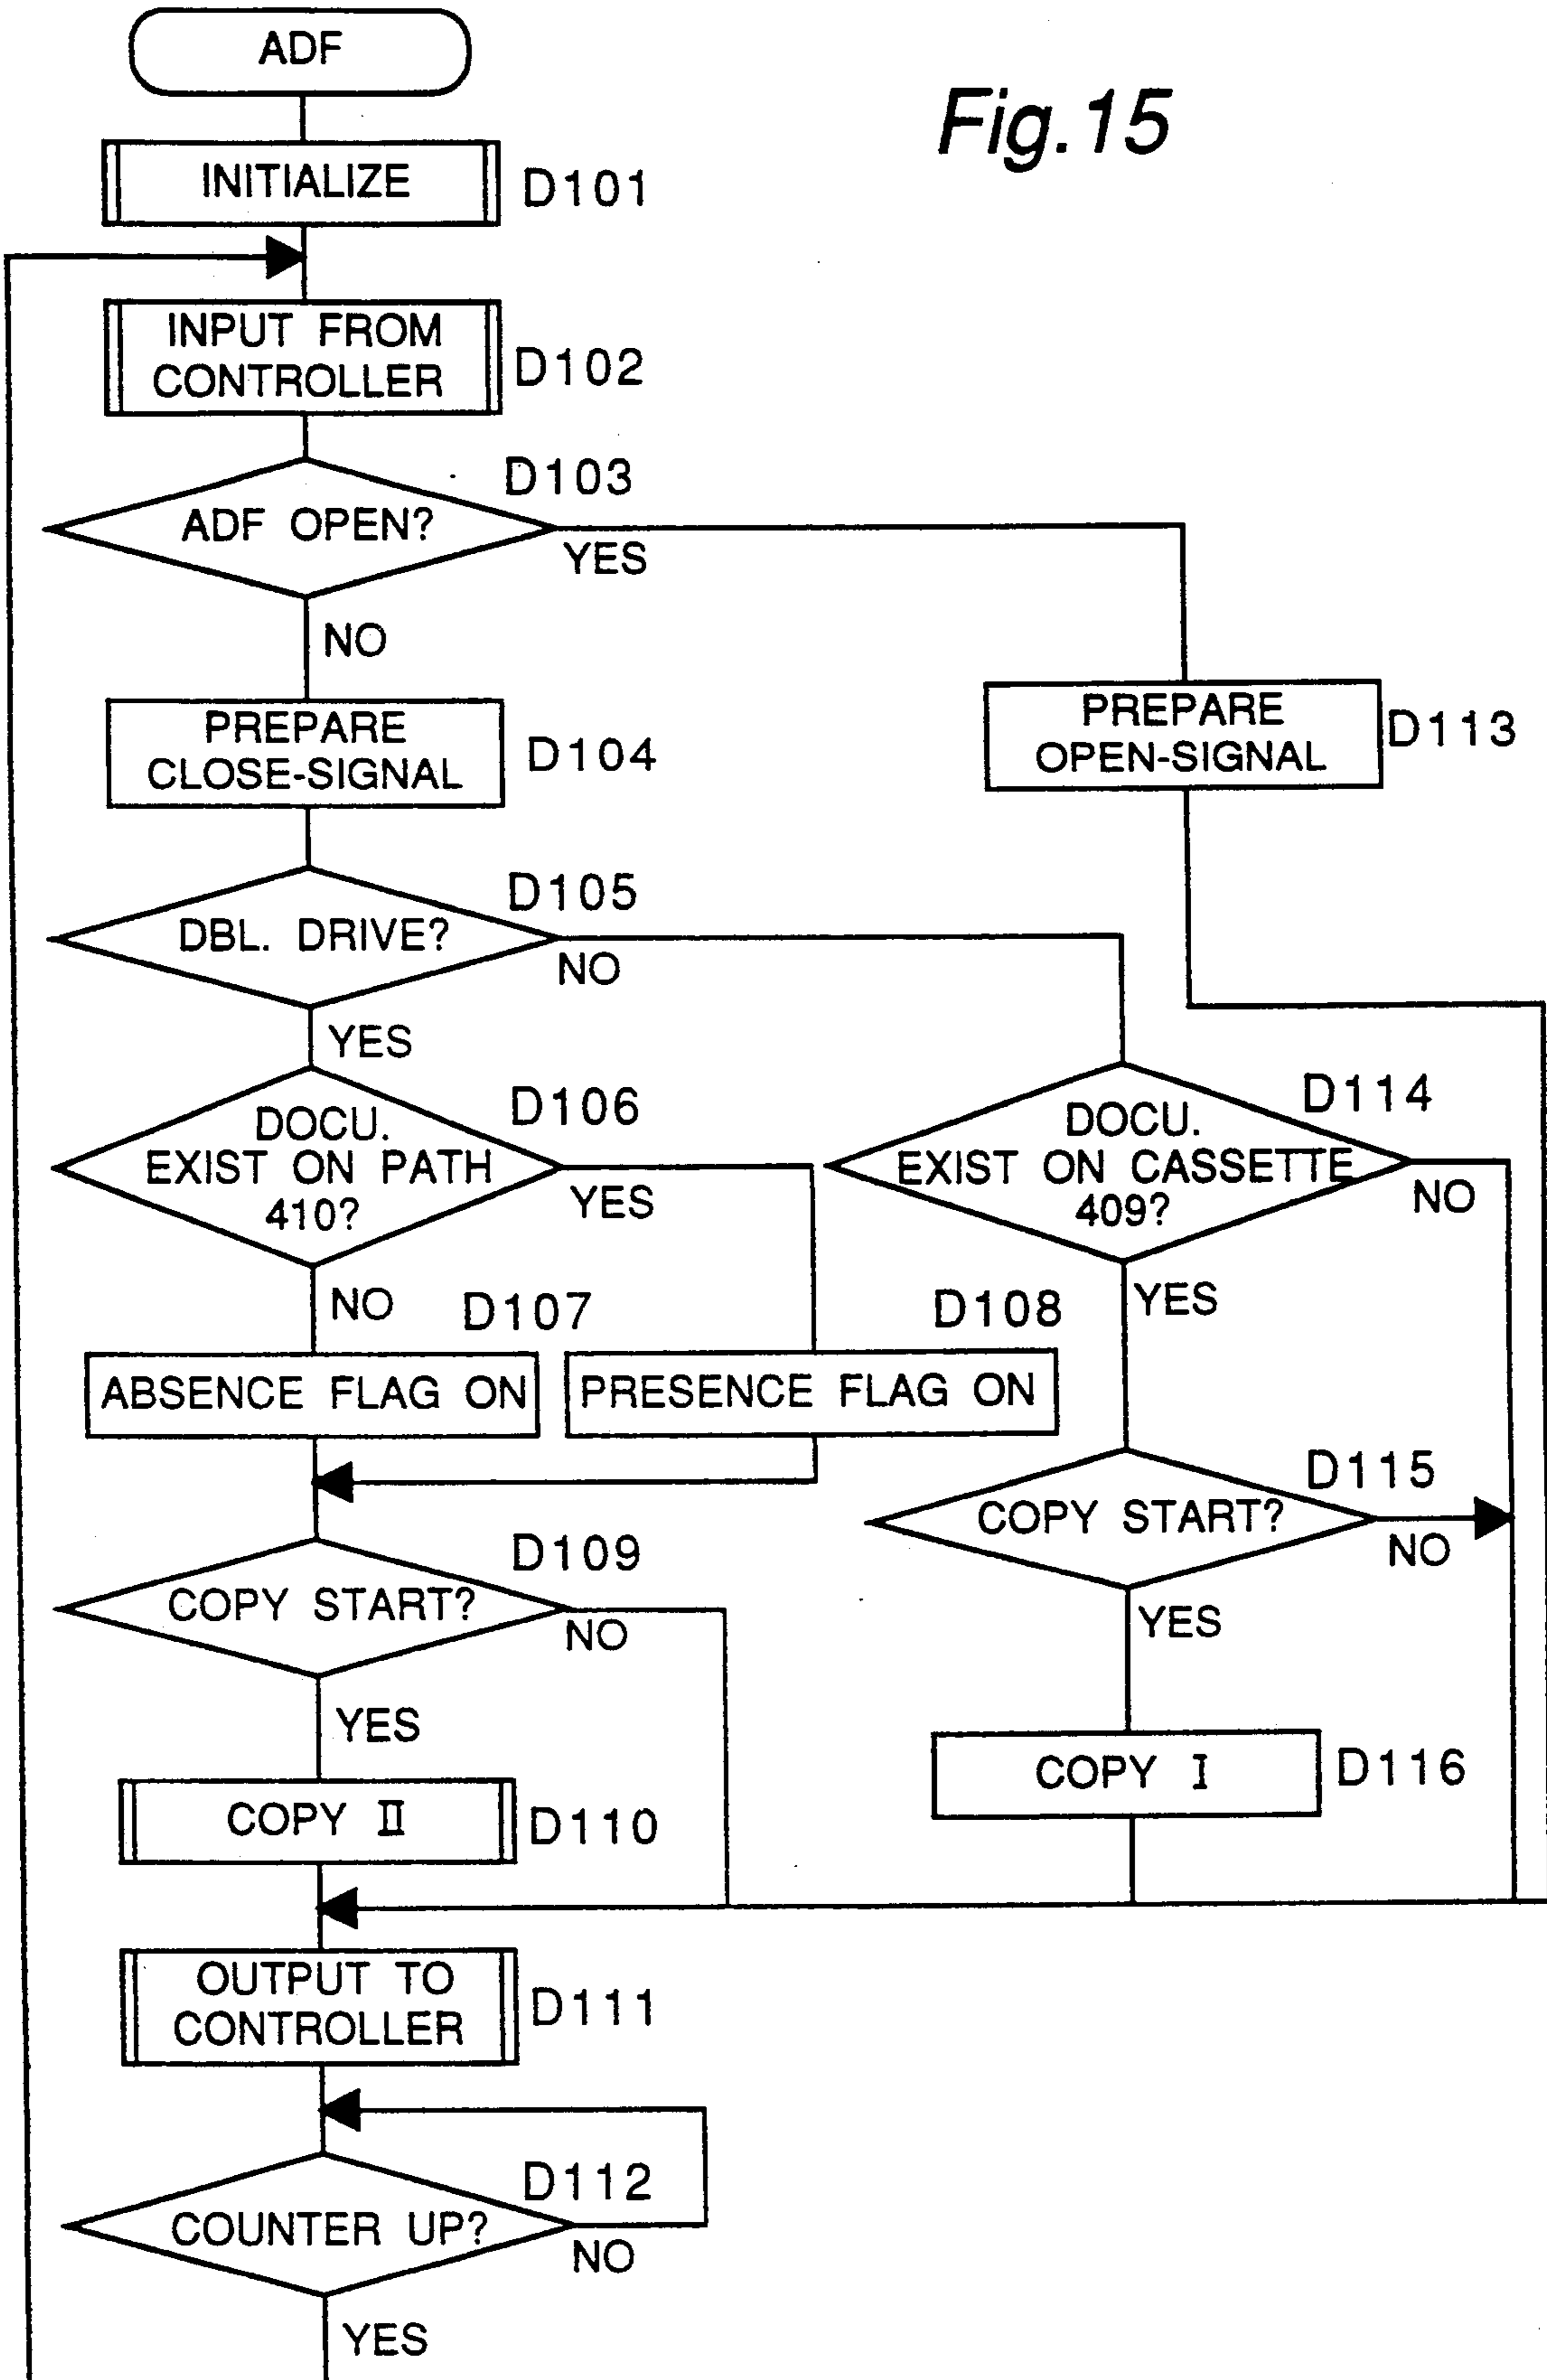 ADF
Fig.15
INITIALIZE
D101
INPUT FROM
CONTROLLER
D102
D103
ADF OPEN?
YES
NO
PREPARE
CLOSE-SIGNAL
D104
PREPARE
OPEN-SIGNAL
D113
D105
DBL. DRIVE?
NO
YES
D106
DOCU.
EXIST ON PATH
410?
YES
NO
D114
DOCU.
EXIST ON CASSETTE
409?
NO
YES
D107
ABSENCE FLAG ON
D108
PRESENCE FLAG ON
D115
COPY START?
NO
YES
D109
COPY START?
NO
YES
COPY II
D110
COPY I
D116
OUTPUT TO
CONTROLLER
D111
D112
COUNTER UP?
NO
YES